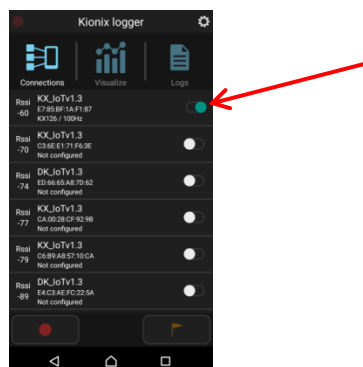 Kionix logger
Connections
Visualize
Logs
Rssi
-60
KX_IoTv1.3
E7:85:BF:1A:F1:87
KX126 / 100Hz
Rssi
-70
KX_IoTv1.3
C3:6E:E1:71:F6:3E
Not configured
Rssi
-74
DK_IoTv1.3
ED:66:65:A8:7D:62
Not configured
Rssi
-77
KX_IoTv1.3
CA:00:28:CF:92:9B
Not configured
Rssi
-79
KX_IoTv1.3
C6:B9:A8:57:10:CA
Not configured
Rssi
-89
DK_IoTv1.3
E4:C3:AE:FC:22:5A
Not configured